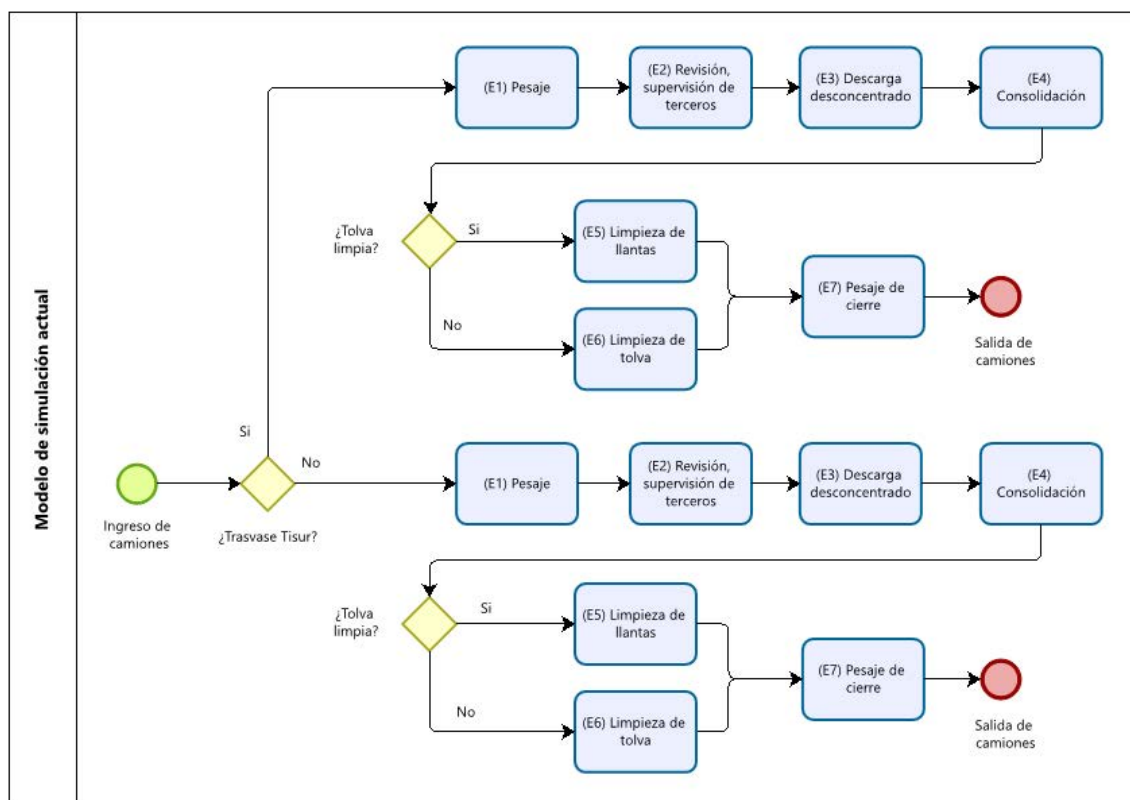 Modelo de simulación actual
(E1) Pesaje
(E2) Revisión,
supervisión de
terceros
(E3) Descarga
desconcentrado
(E4)
Consolidación
¿Tolva
limpia?
Si
(E5) Limpieza de
llantas
No
(E6) Limpieza de
tolva
(E7) Pesaje de
cierre
Salida de
camiones
Ingreso de
camiones
¿Trasvase Tisur?
Si
No
(E1) Pesaje
(E2) Revisión,
supervisión de
terceros
(E3) Descarga
desconcentrado
(E4)
Consolidación
¿Tolva
limpia?
Si
(E5) Limpieza de
llantas
No
(E6) Limpieza de
tolva
(E7) Pesaje de
cierre
Salida de
camiones